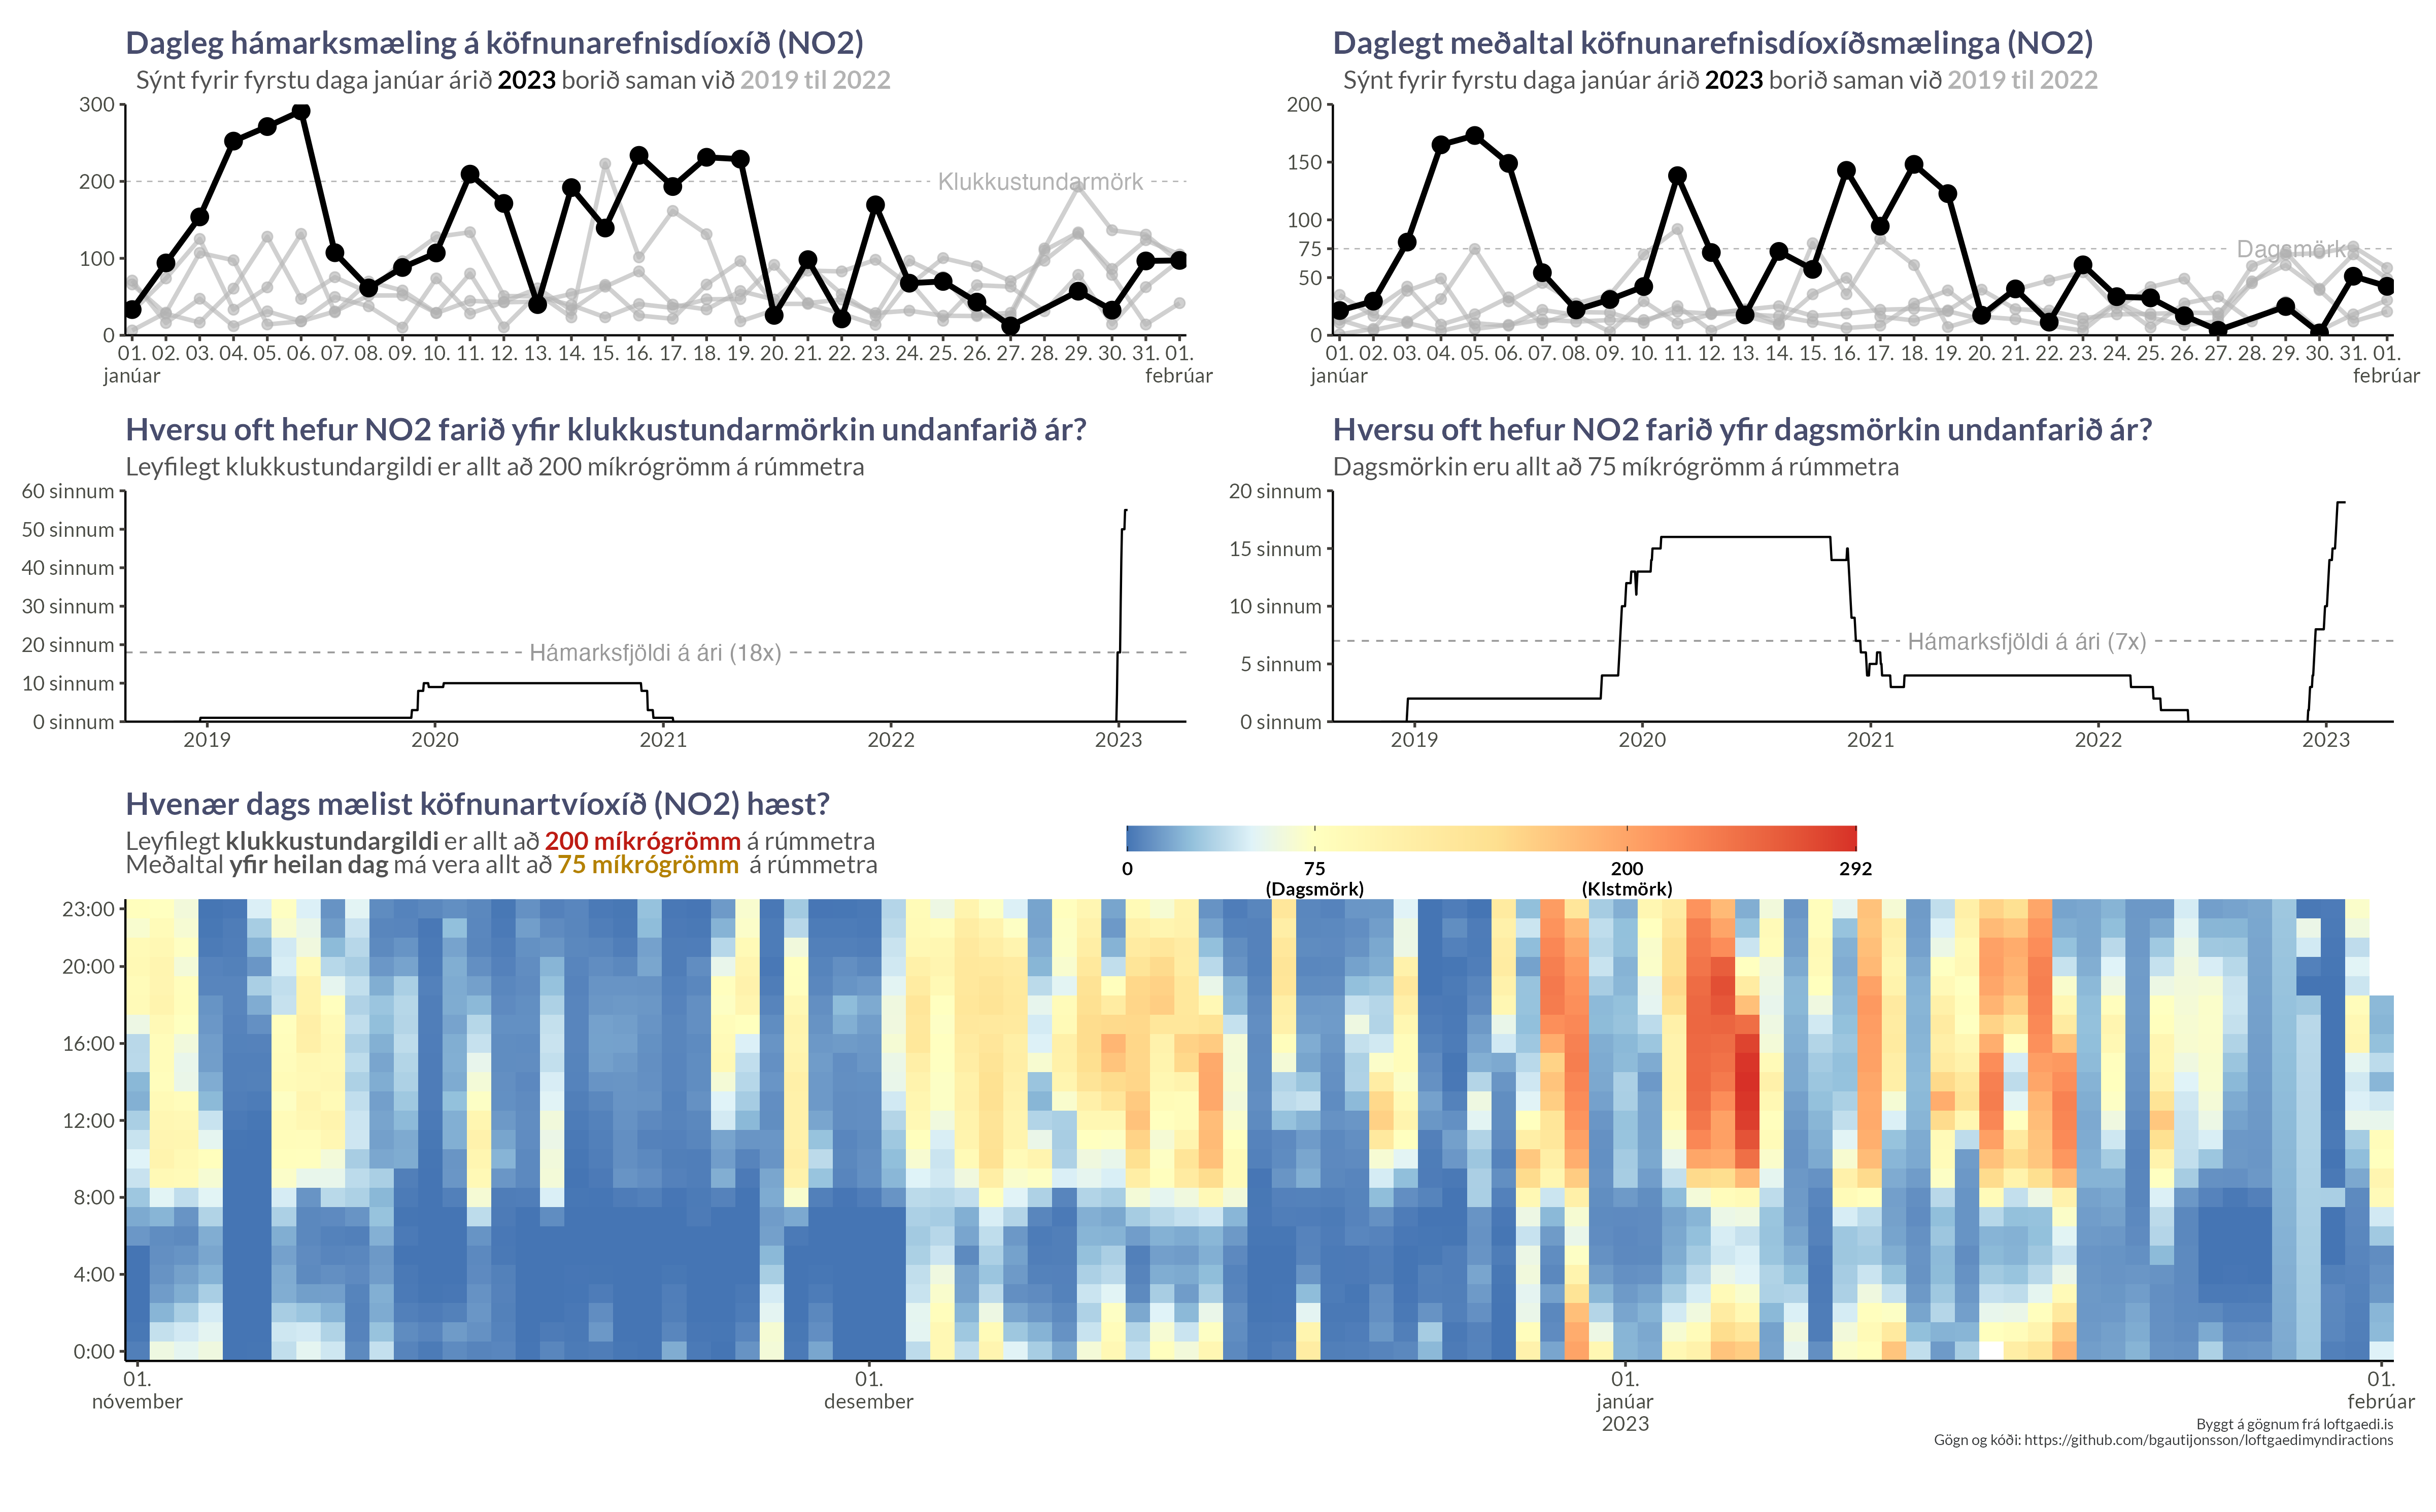 Dagleg hámarksmæling á köfnunarefnisdíoxíð (NO2)
Sýnt fyrir fyrstu daga janúar árið 2023 borið saman við 2019 til 2022
300
200
100
0
Klukkustundarmörk
01. 02. 03. 04. 05. 06. 07. 08. 09. 10. 11. 12. 13. 14. 15. 16. 17. 18. 19. 20. 21. 22. 23. 24. 25. 26. 27. 28. 29. 30. 31. 01.
janúar febrúar
Daglegt meðaltal köfnunarefnisdíoxíðsmælinga (NO2)
Sýnt fyrir fyrstu daga janúar árið 2023 borið saman við 2019 til 2022
200
150
100
75
50
0
Dagsmörk
01. 02. 03. 04. 05. 06. 07. 08. 09. 10. 11. 12. 13. 14. 15. 16. 17. 18. 19. 20. 21. 22. 23. 24. 25. 26. 27. 28. 29. 30. 31. 01.
janúar febrúar
Hversu oft hefur NO2 farið yfir klukkustundarmörkin undanfarið ár?
Leyfilegt klukkustundargildi er allt að 200 míkrógrömm á rúmmetra
60 sinnum
50 sinnum
40 sinnum
30 sinnum
20 sinnum
10 sinnum
0 sinnum
Hámarksfjöldi á ári (18x)
2019 2020 2021 2022 2023
Hversu oft hefur NO2 farið yfir dagsmörkin undanfarið ár?
Dagsmörkin eru allt að 75 míkrógrömm á rúmmetra
20 sinnum
15 sinnum
10 sinnum
5 sinnum
0 sinnum
Hámarksfjöldi á ári (7x)
2019 2020 2021 2022 2023
Hvenær dags mælist köfnunartvíoxíð (NO2) hæst?
Leyfilegt klukkustundargildi er allt að 200 míkrógrömm á rúmmetra
Meðaltal yfir heilan dag má vera allt að 75 míkrógrömm á rúmmetra
0 75 200 292
(Dagsmörk) (Klstmörk)
23:00
20:00
16:00
12:00
8:00
4:00
0:00
01. 01. 01. 01.
nóvember desember janúar febrúar
2023
Byggt á gögnum frá loftgaedi.is
Gögn og kóði: https://github.com/bgautijonsson/loftgaedimyndiractions